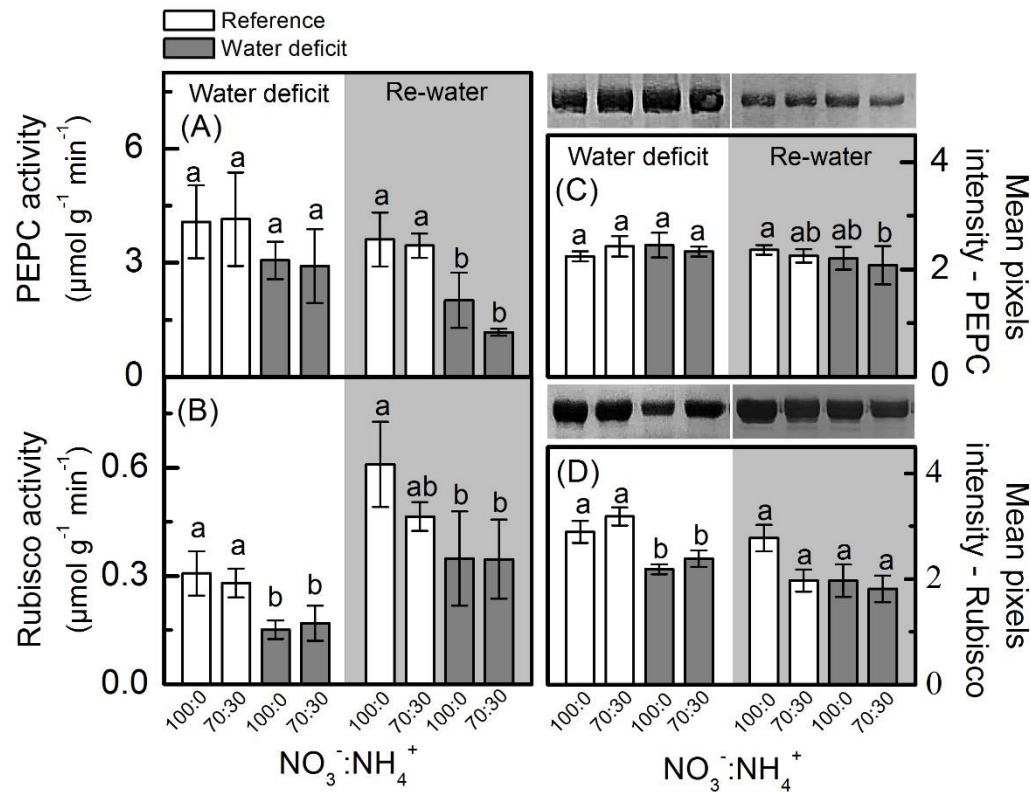 Reference
Water deficit
Water deficit
Re-water
(A)
a
a
a
a
a
a
b
b
6
3
0
PEPC activity
(µmol g⁻¹ min⁻¹)
(B)
a
a
b
b
a
ab
b
b
0.6
0.3
0.0
Rubisco activity
(µmol g⁻¹ min⁻¹)
100:0
70:30
100:0
70:30
100:0
70:30
100:0
70:30
NO₃⁻:NH₄⁺
Water deficit
Re-water
(C)
a
a
a
a
a
ab
ab
b
4
2
0
Mean pixels
intensity - PEPC
(D)
a
a
b
b
a
a
a
a
4
2
0
Mean pixels
intensity - Rubisco
100:0
70:30
100:0
70:30
100:0
70:30
100:0
70:30
NO₃⁻:NH₄⁺